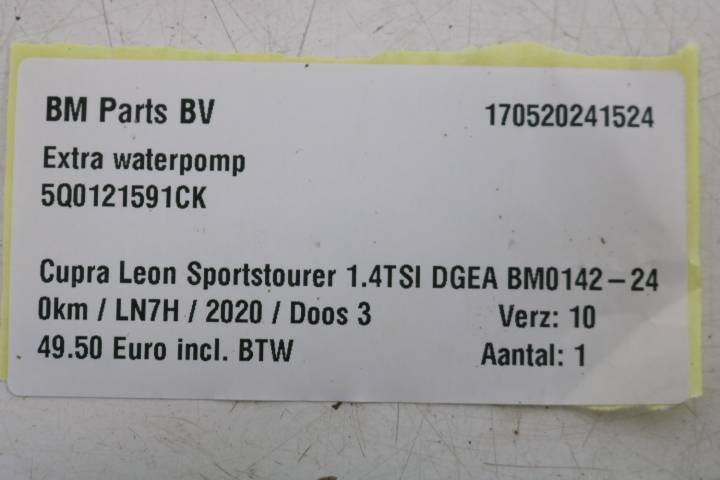 BM Parts BV 170520241524
Extra waterpomp
5Q0121591CK
Cupra Leon Sportstourer 1.4TSI DGEA BM0142-24
0km / LN7H / 2020 / Doos 3 Verz: 10
49.50 Euro incl. BTW Aantal: 1